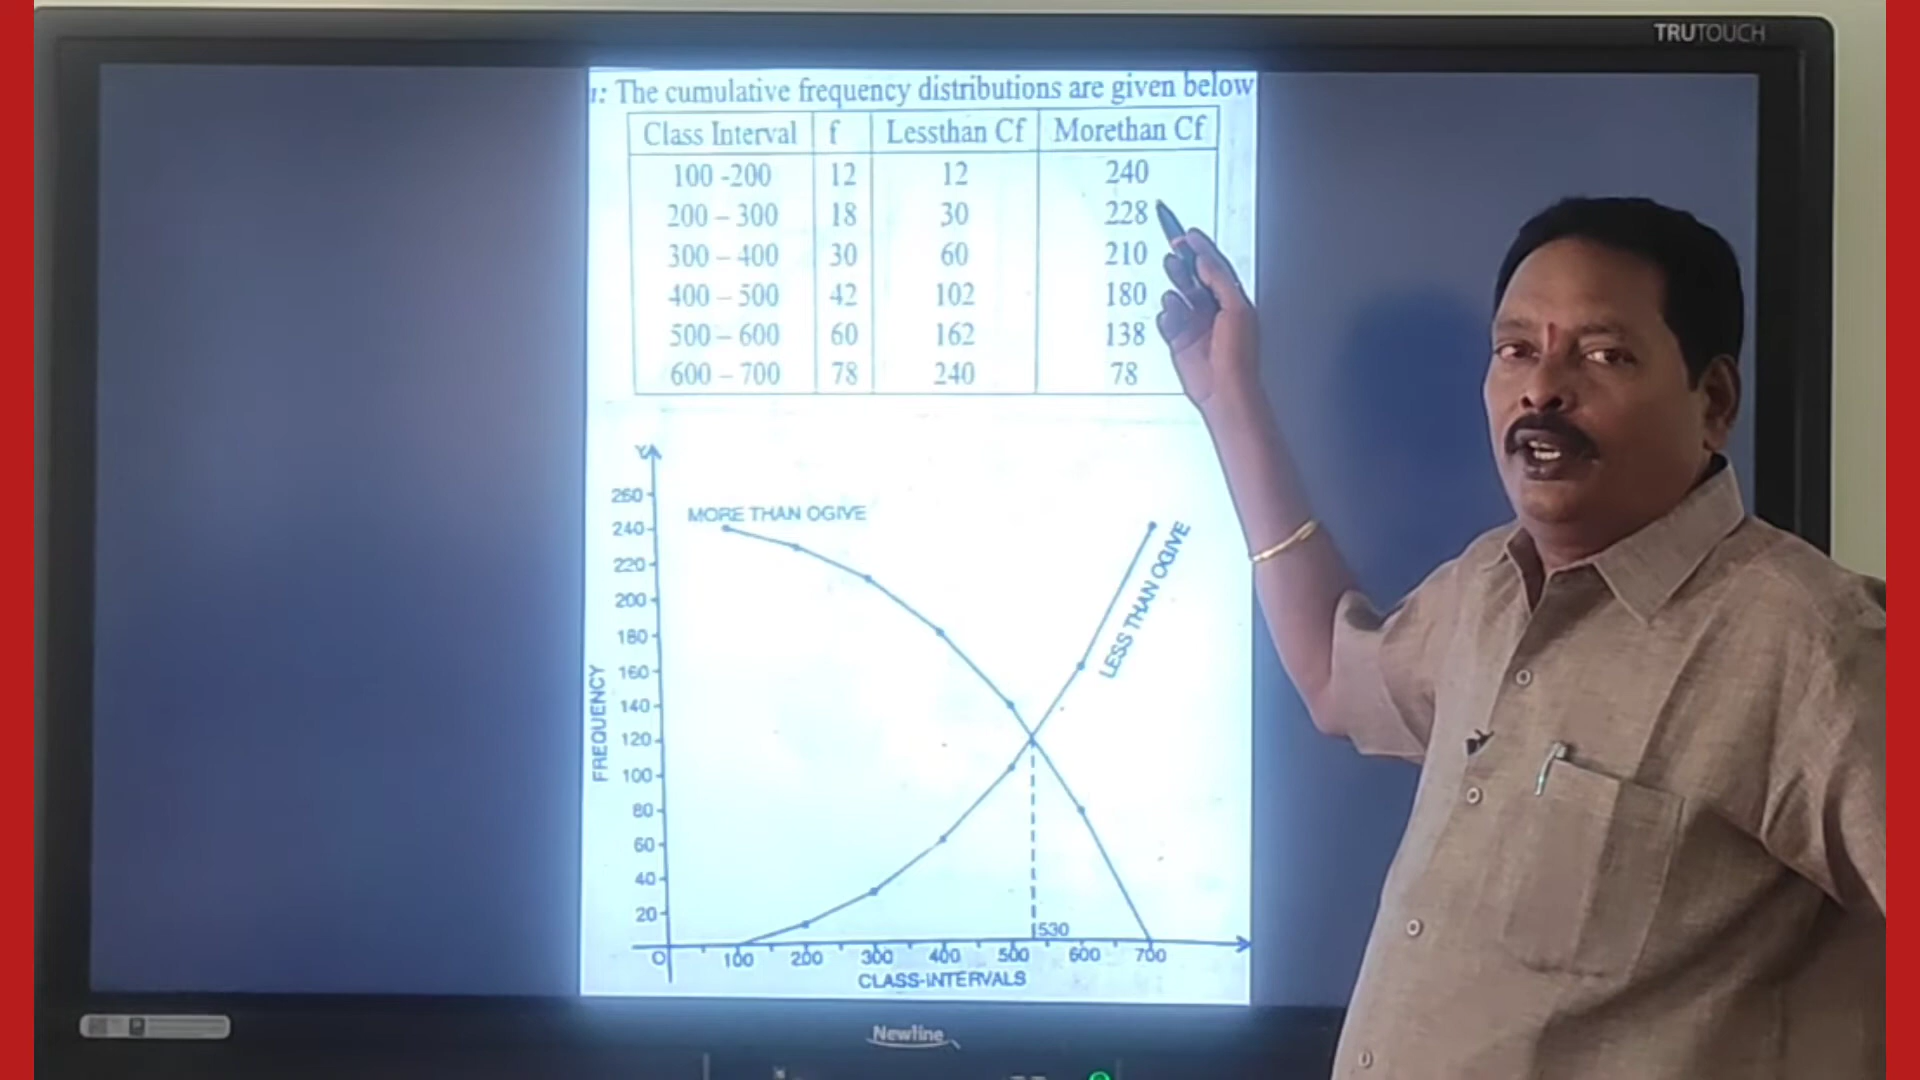 TRUTOUCH
1: The cumulative frequency distributions are given below
Class Interval f Lessthan Cf Morethan Cf
100 -200 12 12 240
200 – 300 18 30 228
300 – 400 30 60 210
400 – 500 42 102 180
500 – 600 60 162 138
600 – 700 78 240 78
Y
260
MORE THAN OGIVE
240
220
200
180
160
140
120
100
80
60
40
20
FREQUENCY
LESS THAN OGIVE
530
O 100 200 300 400 500 600 700
CLASS-INTERVALS
Newline